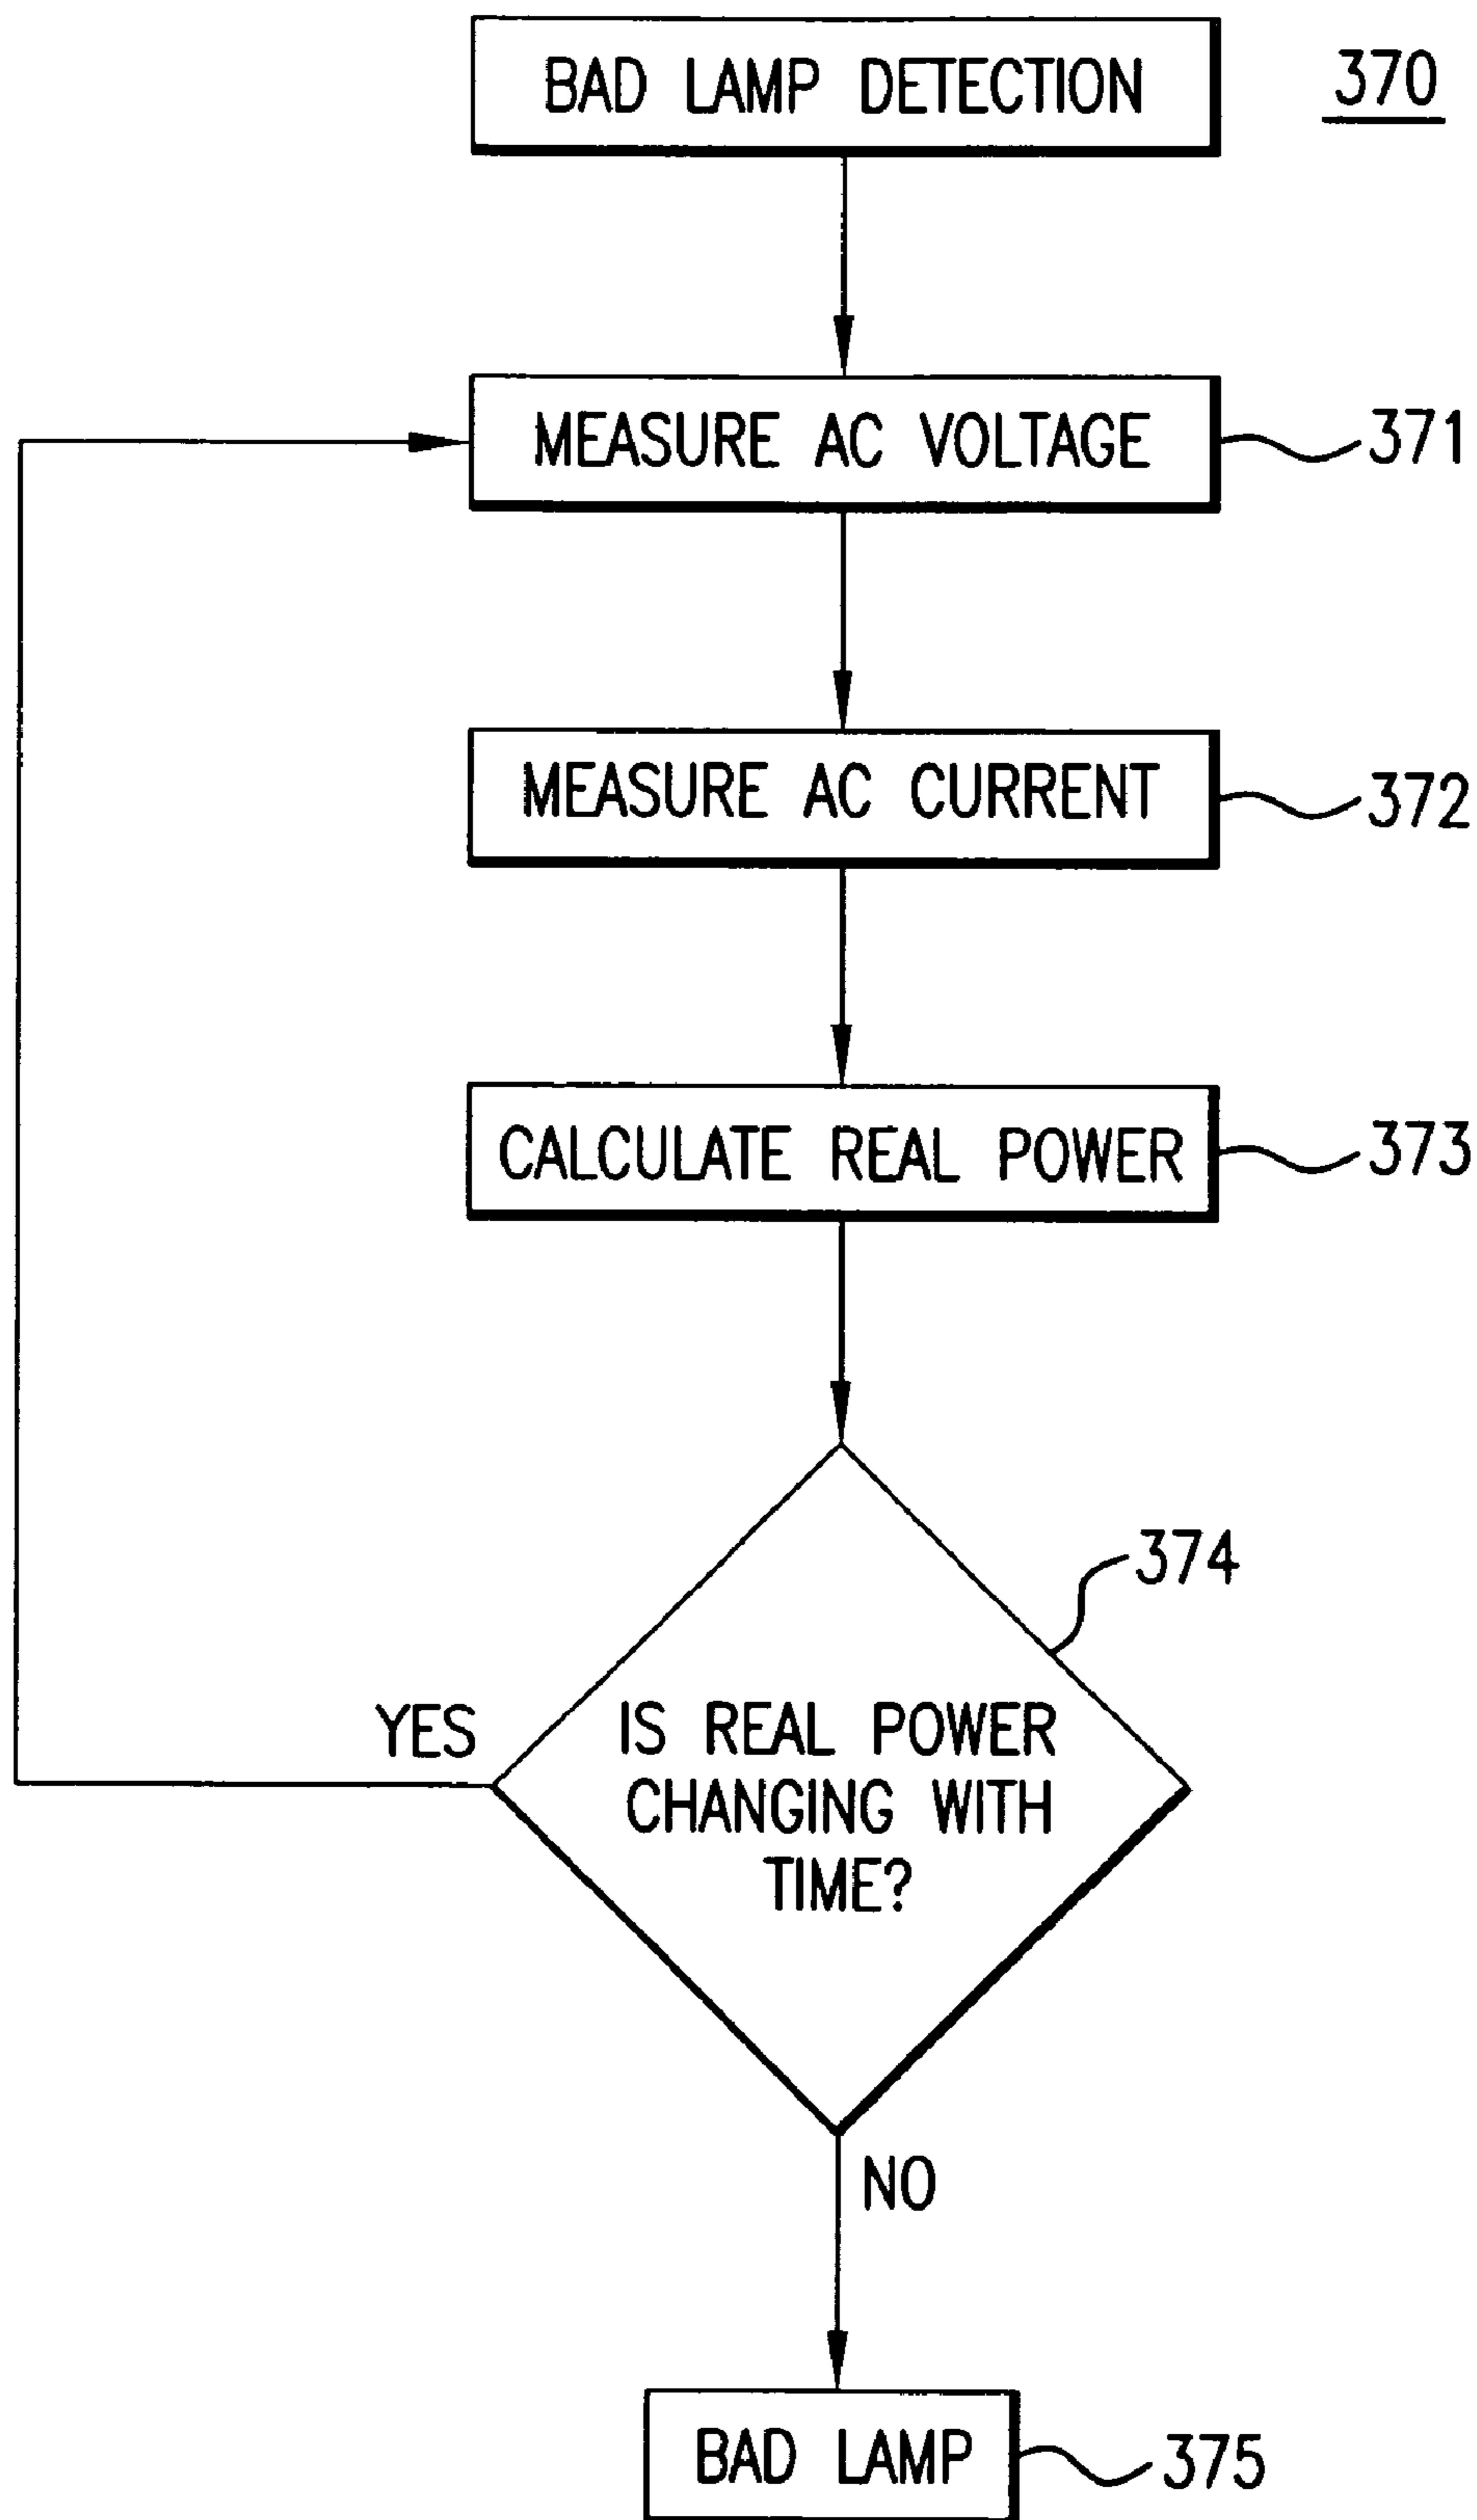 BAD LAMP DETECTION
370
MEASURE AC VOLTAGE
371
MEASURE AC CURRENT
372
CALCULATE REAL POWER
373
374
YES
IS REAL POWER
CHANGING WITH
TIME?
NO
BAD LAMP
375